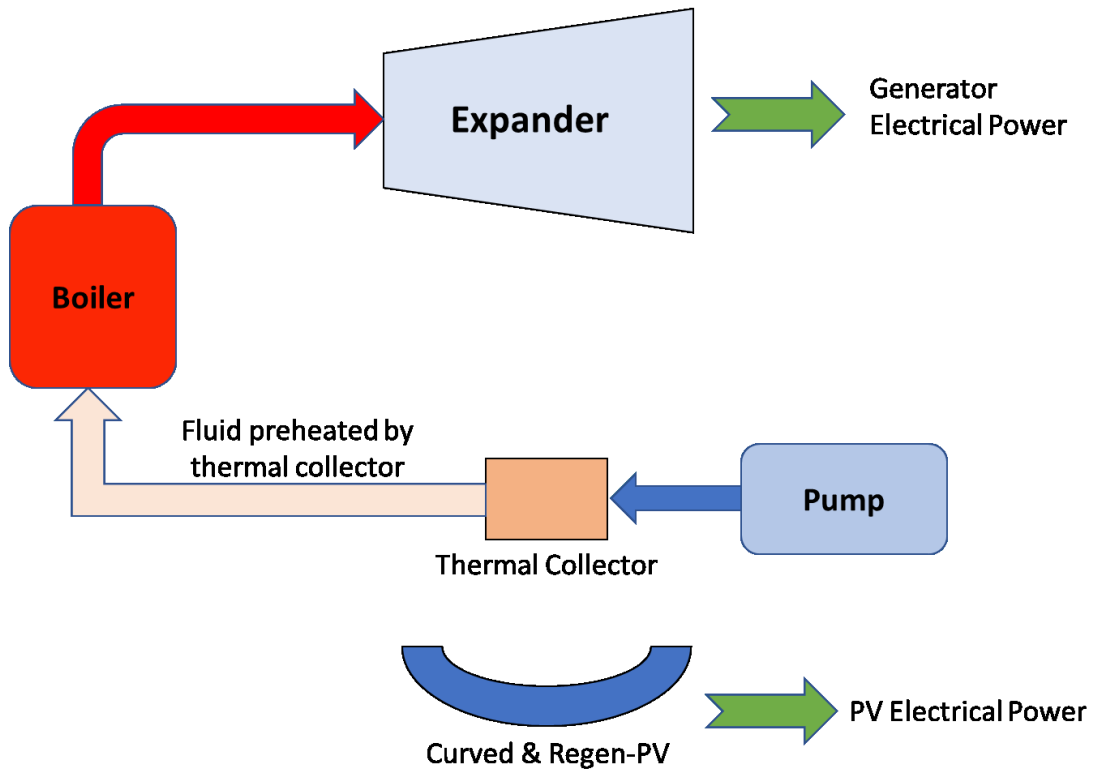 Expander
Generator
Electrical Power
Boiler
Fluid preheated by
thermal collector
Pump
Thermal Collector
PV Electrical Power
Curved & Regen-PV